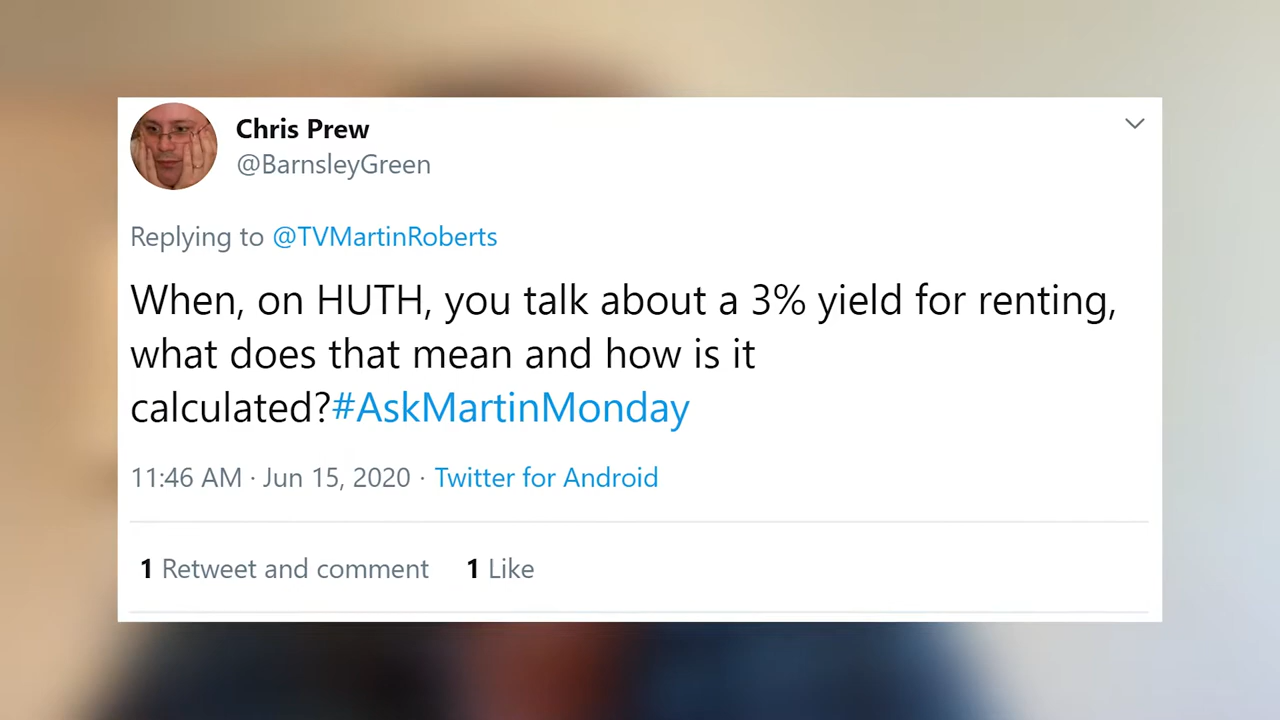 Chris Prew
@BarnsleyGreen
Replying to @TVMartinRoberts
When, on HUTH, you talk about a 3% yield for renting,
what does that mean and how is it
calculated?#AskMartinMonday
11:46 AM · Jun 15, 2020 · Twitter for Android
1 Retweet and comment 1 Like